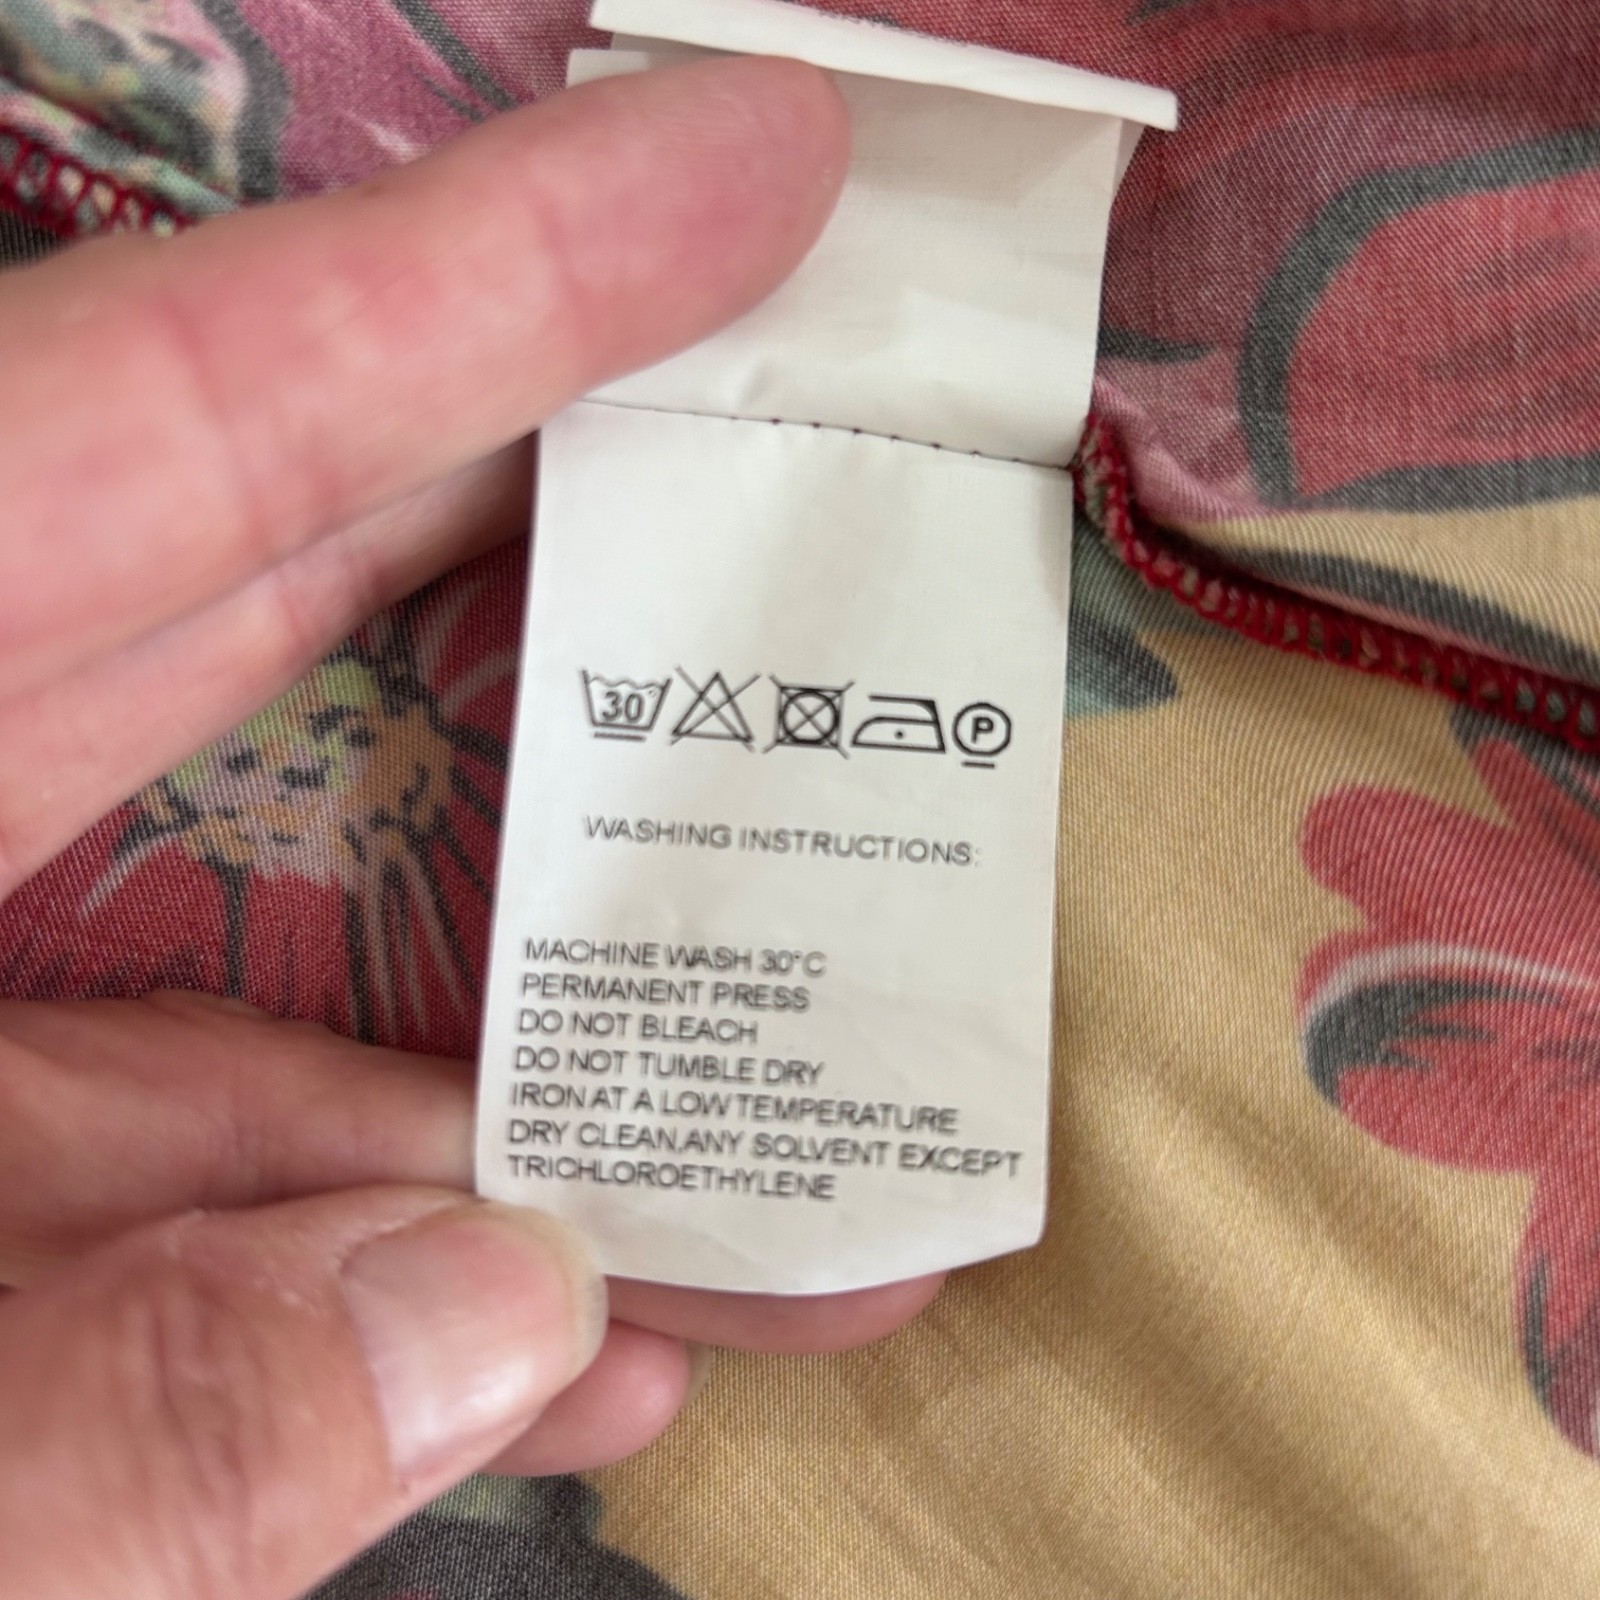 30°
P
WASHING INSTRUCTIONS:
MACHINE WASH 30°C
PERMANENT PRESS
DO NOT BLEACH
DO NOT TUMBLE DRY
IRON AT A LOW TEMPERATURE
DRY CLEAN,ANY SOLVENT EXCEPT
TRICHLOROETHYLENE